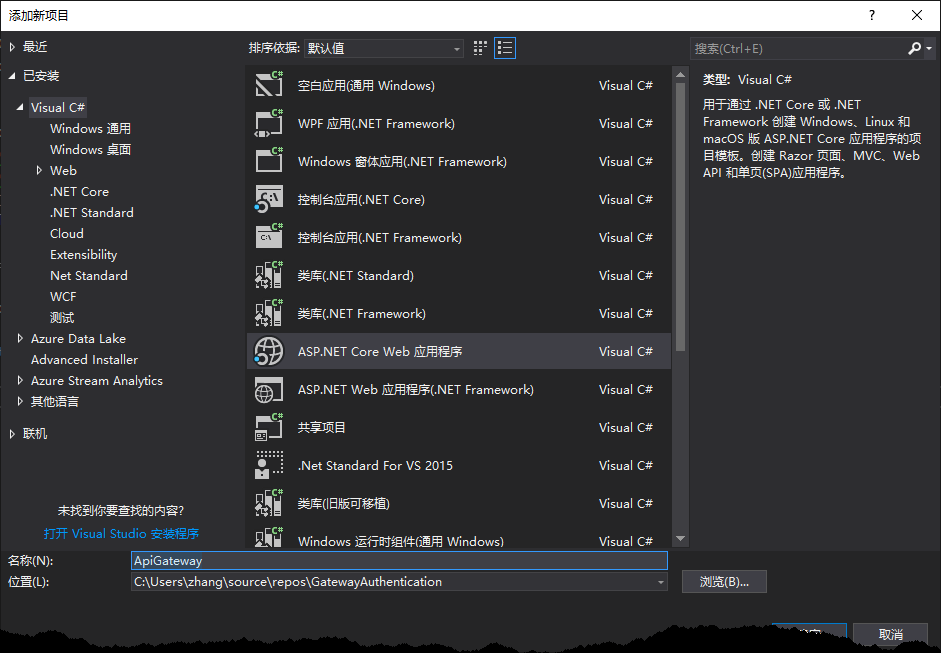 添加新项目
?
最近
已安装
Visual C#
Windows 通用
Windows 桌面
Web
.NET Core
.NET Standard
Cloud
Extensibility
Net Standard
WCF
测试
Azure Data Lake
Advanced Installer
Azure Stream Analytics
其他语言
联机
未找到你要查找的内容?
打开 Visual Studio 安装程序
排序依据: 默认值
空白应用(通用 Windows) Visual C#
WPF 应用(.NET Framework) Visual C#
Windows 窗体应用(.NET Framework) Visual C#
控制台应用(.NET Core) Visual C#
控制台应用(.NET Framework) Visual C#
类库(.NET Standard) Visual C#
类库(.NET Framework) Visual C#
ASP.NET Core Web 应用程序 Visual C#
ASP.NET Web 应用程序(.NET Framework) Visual C#
共享项目 Visual C#
.Net Standard For VS 2015 Visual C#
类库(旧版可移植) Visual C#
Windows 运行时组件(通用 Windows) Visual C#
搜索(Ctrl+E)
类型: Visual C#
用于通过 .NET Core 或 .NET
Framework 创建 Windows、Linux 和
macOS 版 ASP.NET Core 应用程序的项
目模板。创建 Razor 页面、MVC、Web
API 和单页(SPA)应用程序。
名称(N): ApiGateway
位置(L): C:\Users\zhang\source\repos\GatewayAuthentication
浏览(B)...
取消